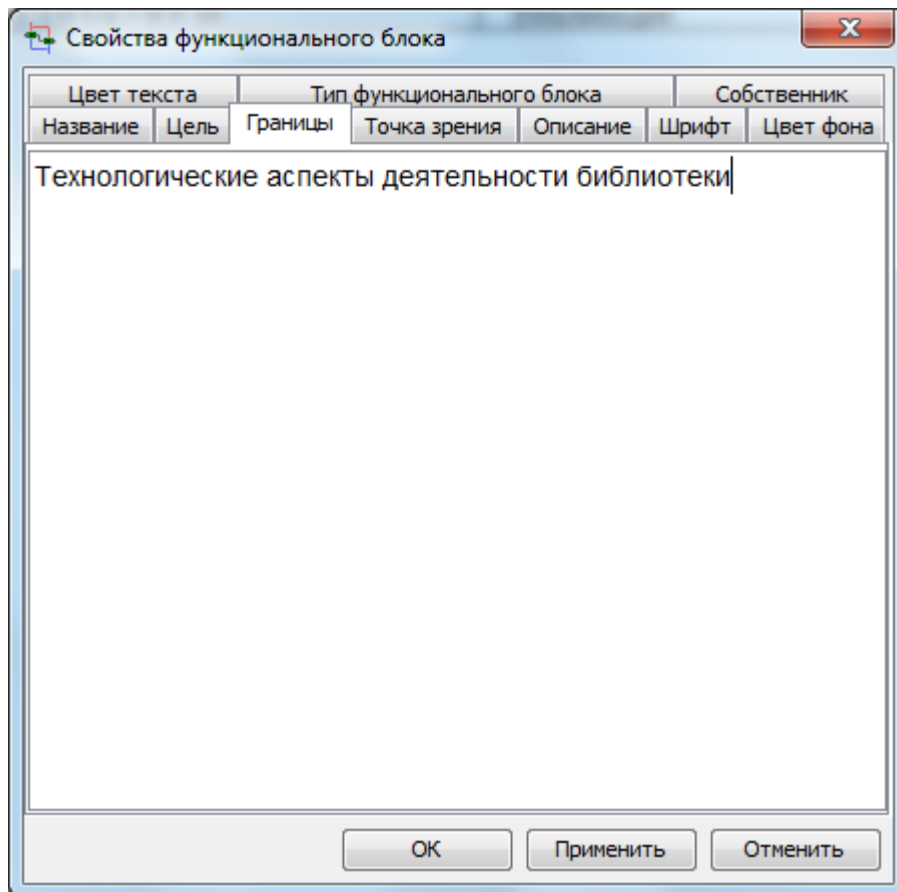 Свойства функционального блока
Цвет текста Тип функционального блока Собственник
Название Цель Границы Точка зрения Описание Шрифт Цвет фона
Технологические аспекты деятельности библиотеки
OK Применить Отменить